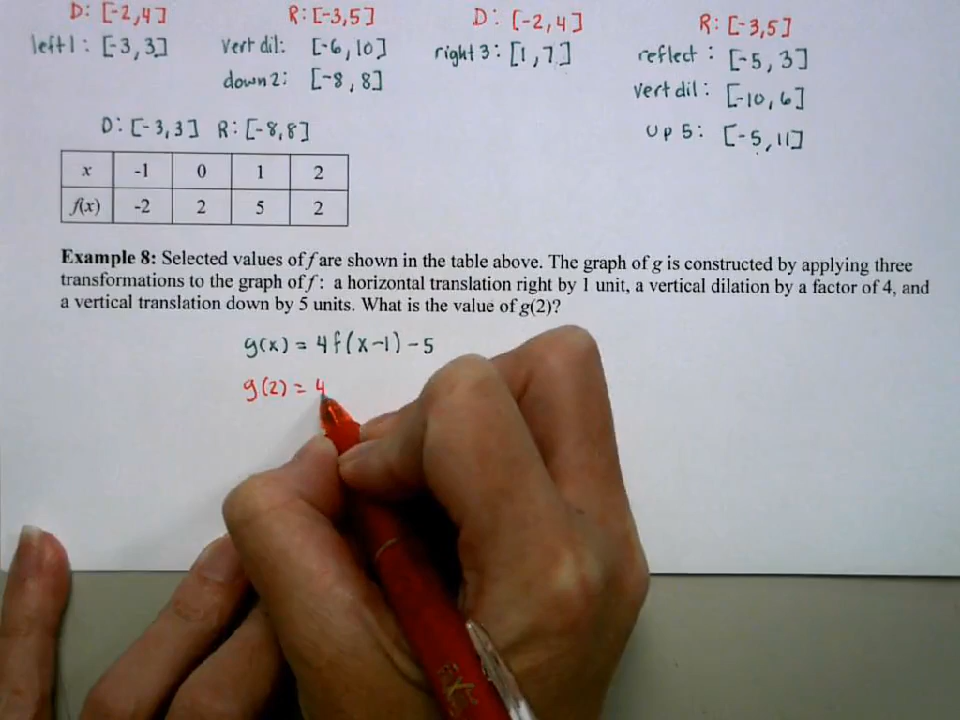 D: [-2,4] R: [-3,5] D: [-2,4] R: [-3,5]
left 1: [-3,3] vert dil: [-6,10] right 3: [1,7] reflect: [-5,3]
down 2: [-8,8] vert dil: [-10,6]
D: [-3,3] R: [-8,8] up 5: [-5,11]
x -1 0 1 2
f(x) -2 2 5 2
Example 8: Selected values of f are shown in the table above. The graph of g is constructed by applying three
transformations to the graph of f: a horizontal translation right by 1 unit, a vertical dilation by a factor of 4, and
a vertical translation down by 5 units. What is the value of g(2)?
g(x) = 4f(x-1) -5
g(2) = 4